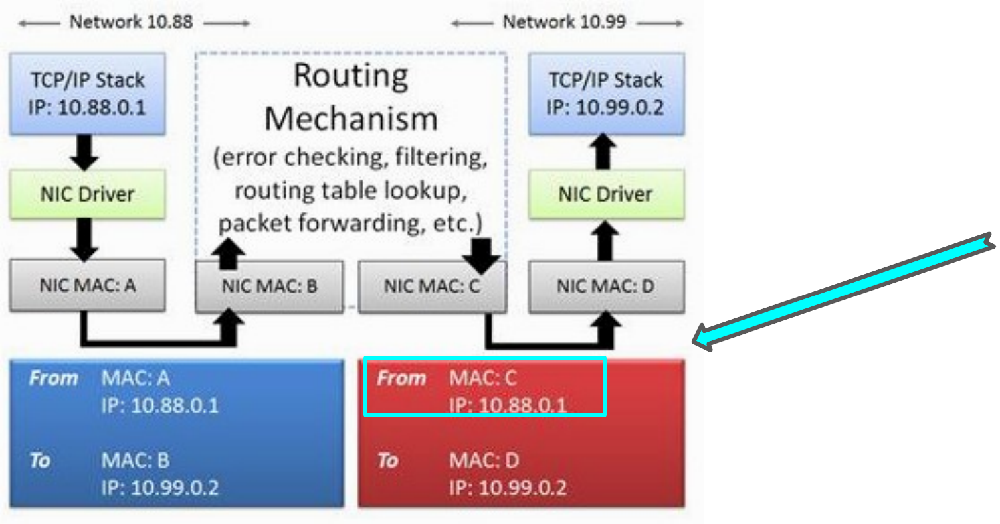 Network 10.88
Network 10.99
TCP/IP Stack
IP: 10.88.0.1
NIC Driver
NIC MAC: A
Routing
Mechanism
(error checking, filtering,
routing table lookup,
packet forwarding, etc.)
NIC MAC: B
NIC MAC: C
TCP/IP Stack
IP: 10.99.0.2
NIC Driver
NIC MAC: D
From MAC: A
IP: 10.88.0.1
To MAC: B
IP: 10.99.0.2
From MAC: C
IP: 10.88.0.1
To MAC: D
IP: 10.99.0.2